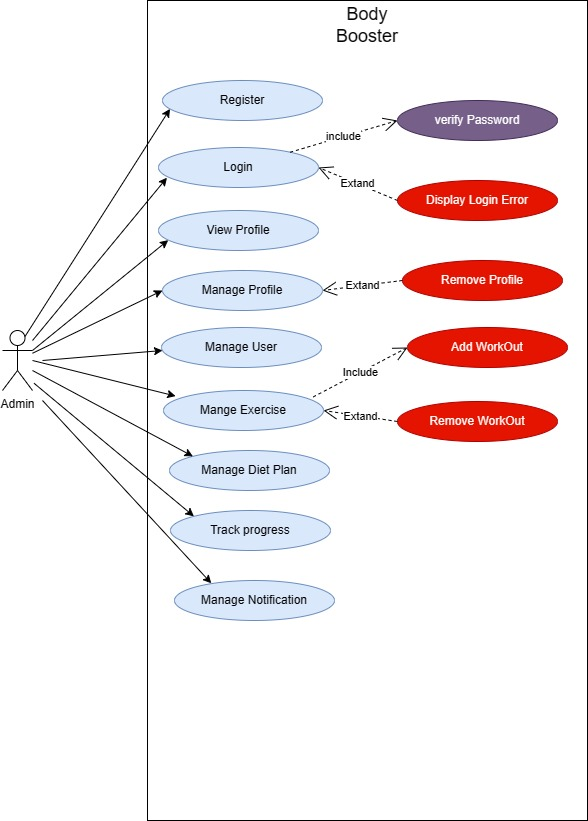 Body
Booster
Register
include
verify Password
Login
Extand
Display Login Error
View Profile
Manage Profile
Extand
Remove Profile
Manage User
Add WorkOut
Include
Mange Exercise
Extand
Remove WorkOut
Admin
Manage Diet Plan
Track progress
Manage Notification